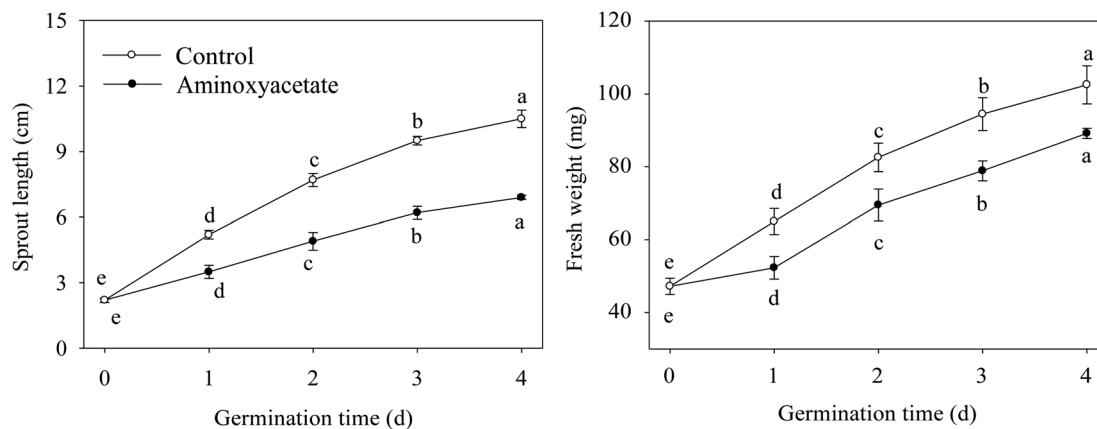 15
12
9
6
3
0
Sprout length (cm)
Control
Aminoxyacetate
e
d
c
b
a
e
d
c
b
a
0 1 2 3 4
Germination time (d)
120
100
80
60
40
Fresh weight (mg)
e
d
c
b
a
e
d
c
b
a
0 1 2 3 4
Germination time (d)